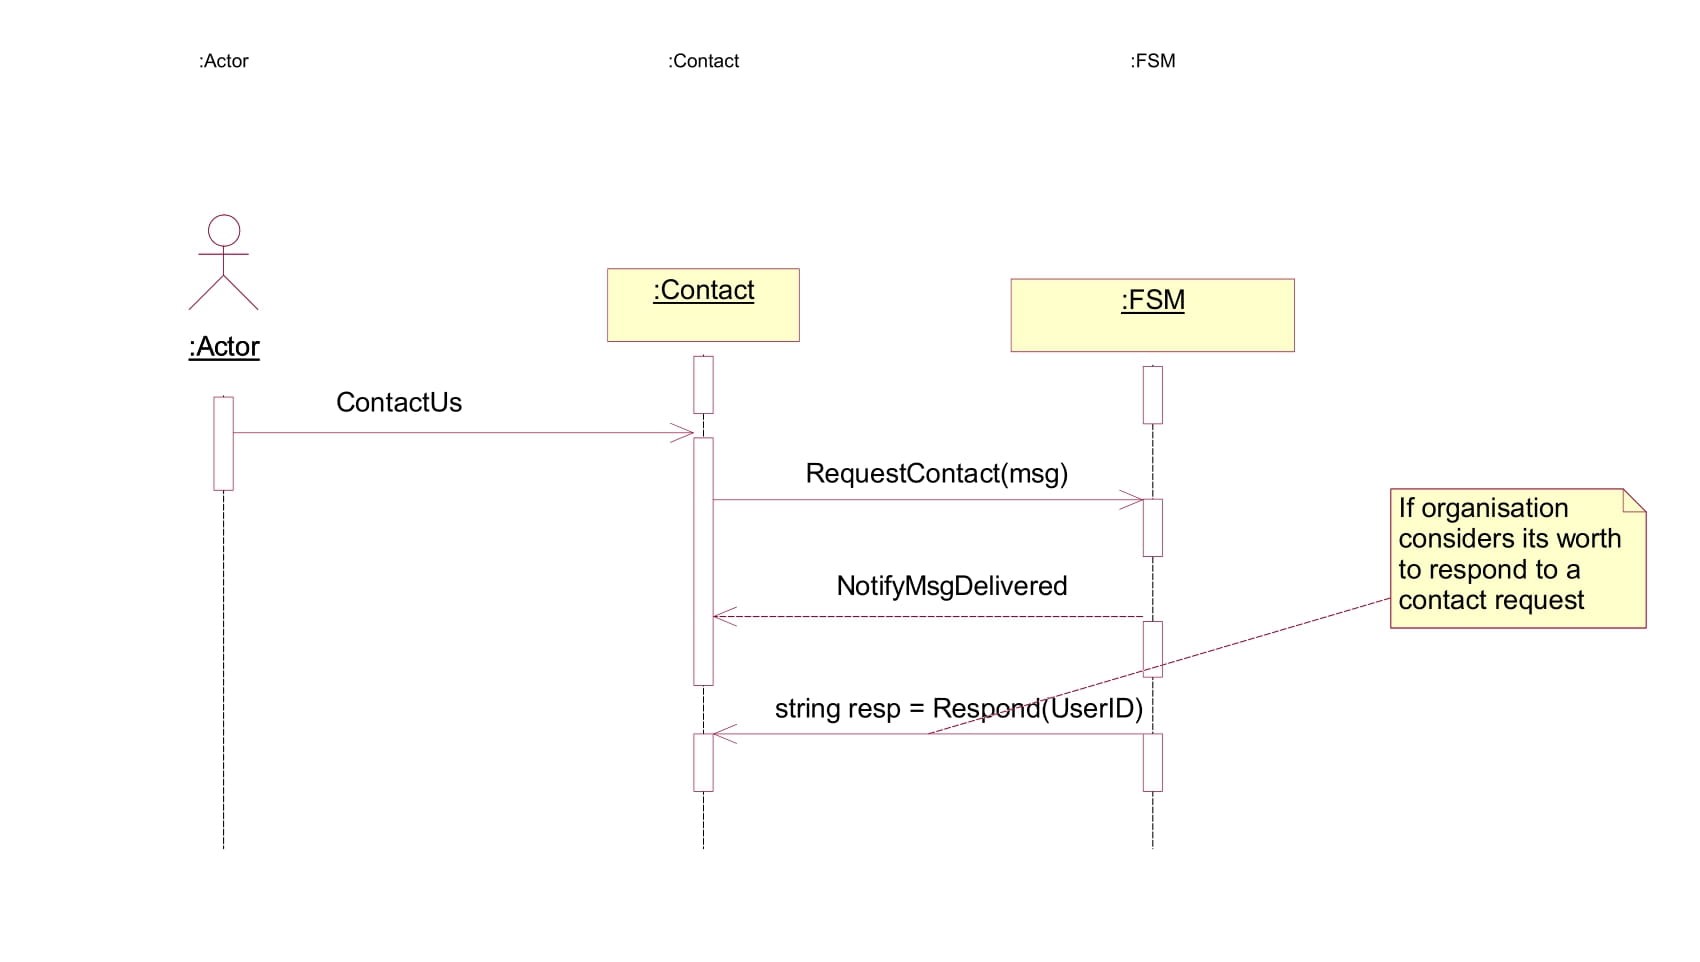 :Actor
:Contact
:FSM
:Contact
:FSM
:Actor
ContactUs
RequestContact(msg)
If organisation
considers its worth
to respond to a
contact request
NotifyMsgDelivered
string resp = Respond(UserID)